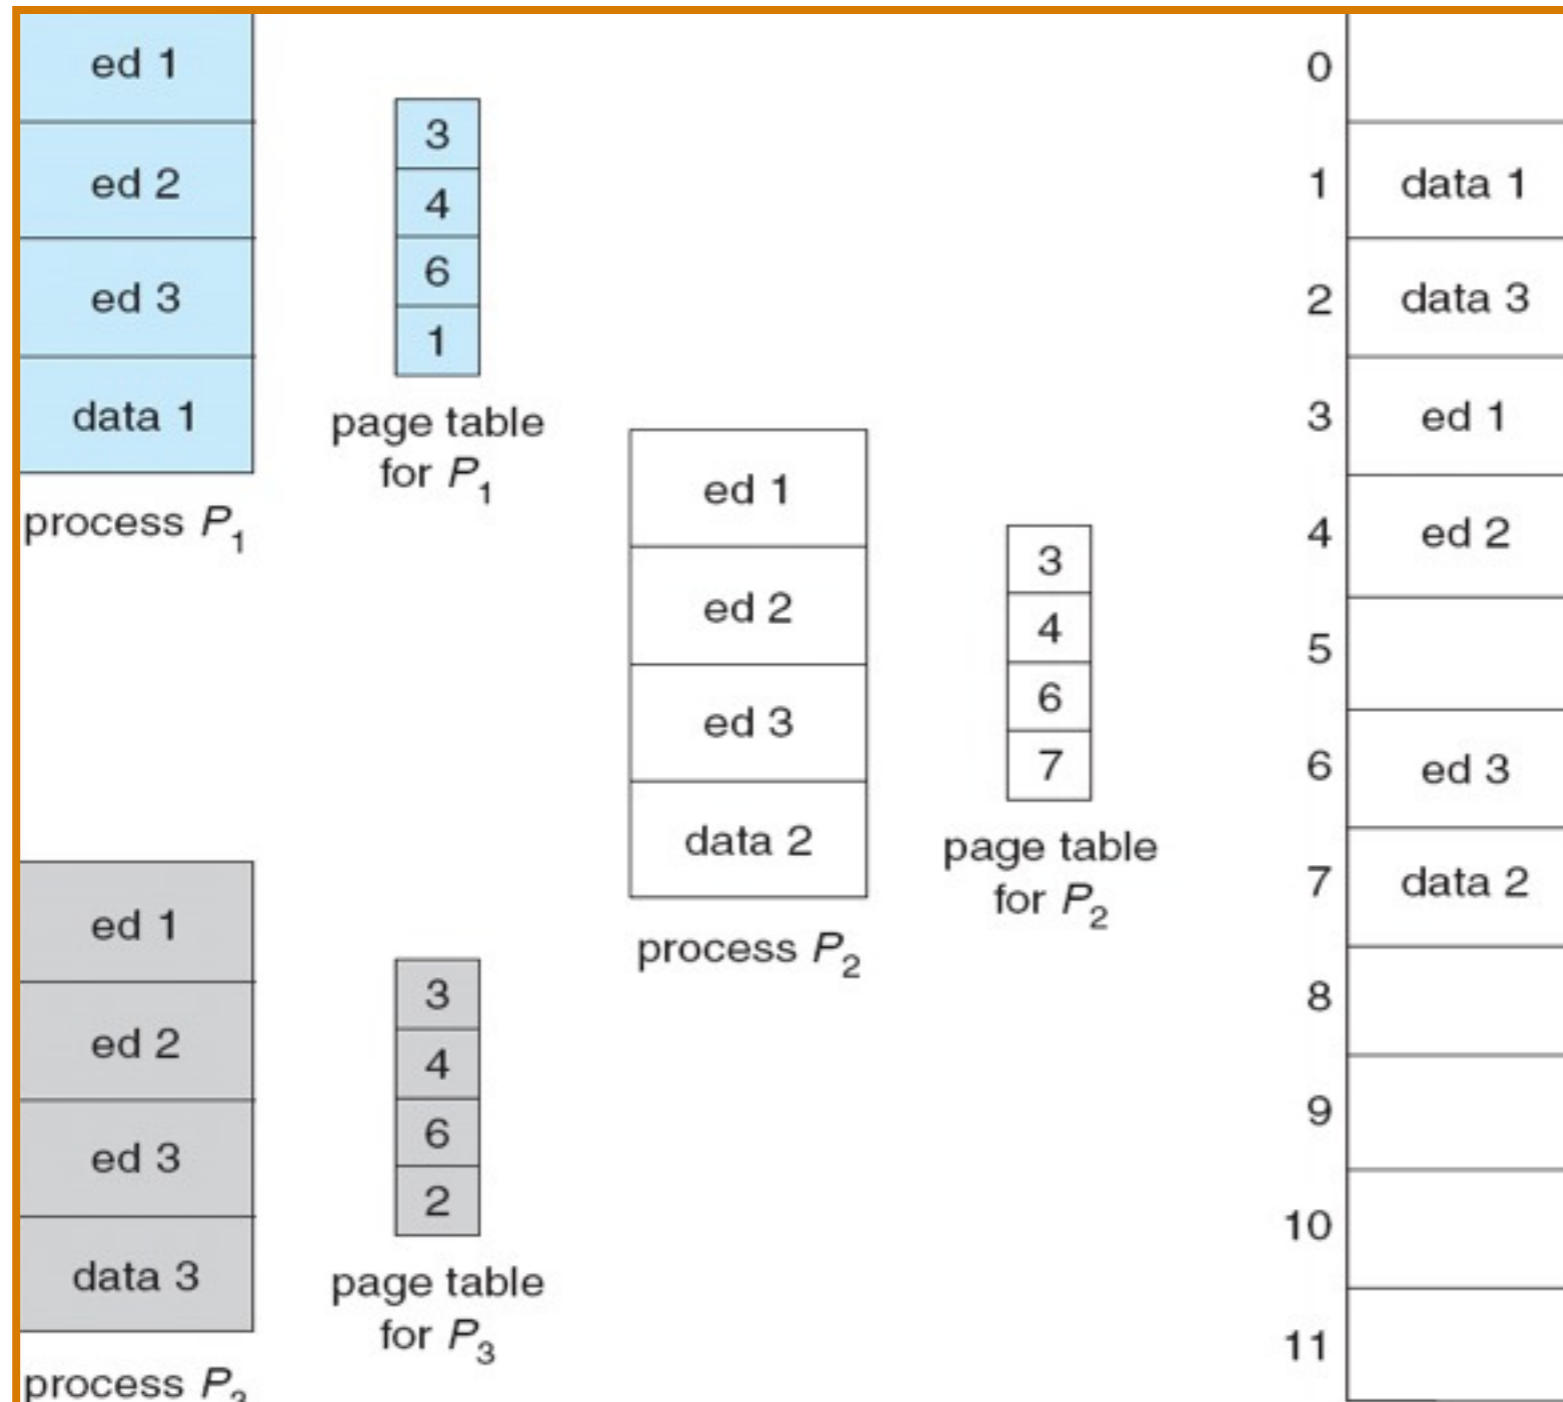 ed 1
ed 2
ed 3
data 1
process P1
3
4
6
1
page table
for P1
ed 1
ed 2
ed 3
data 2
process P2
3
4
6
7
page table
for P2
ed 1
ed 2
ed 3
data 3
process P3
3
4
6
2
page table
for P3
0
1 data 1
2 data 3
3 ed 1
4 ed 2
5
6 ed 3
7 data 2
8
9
10
11